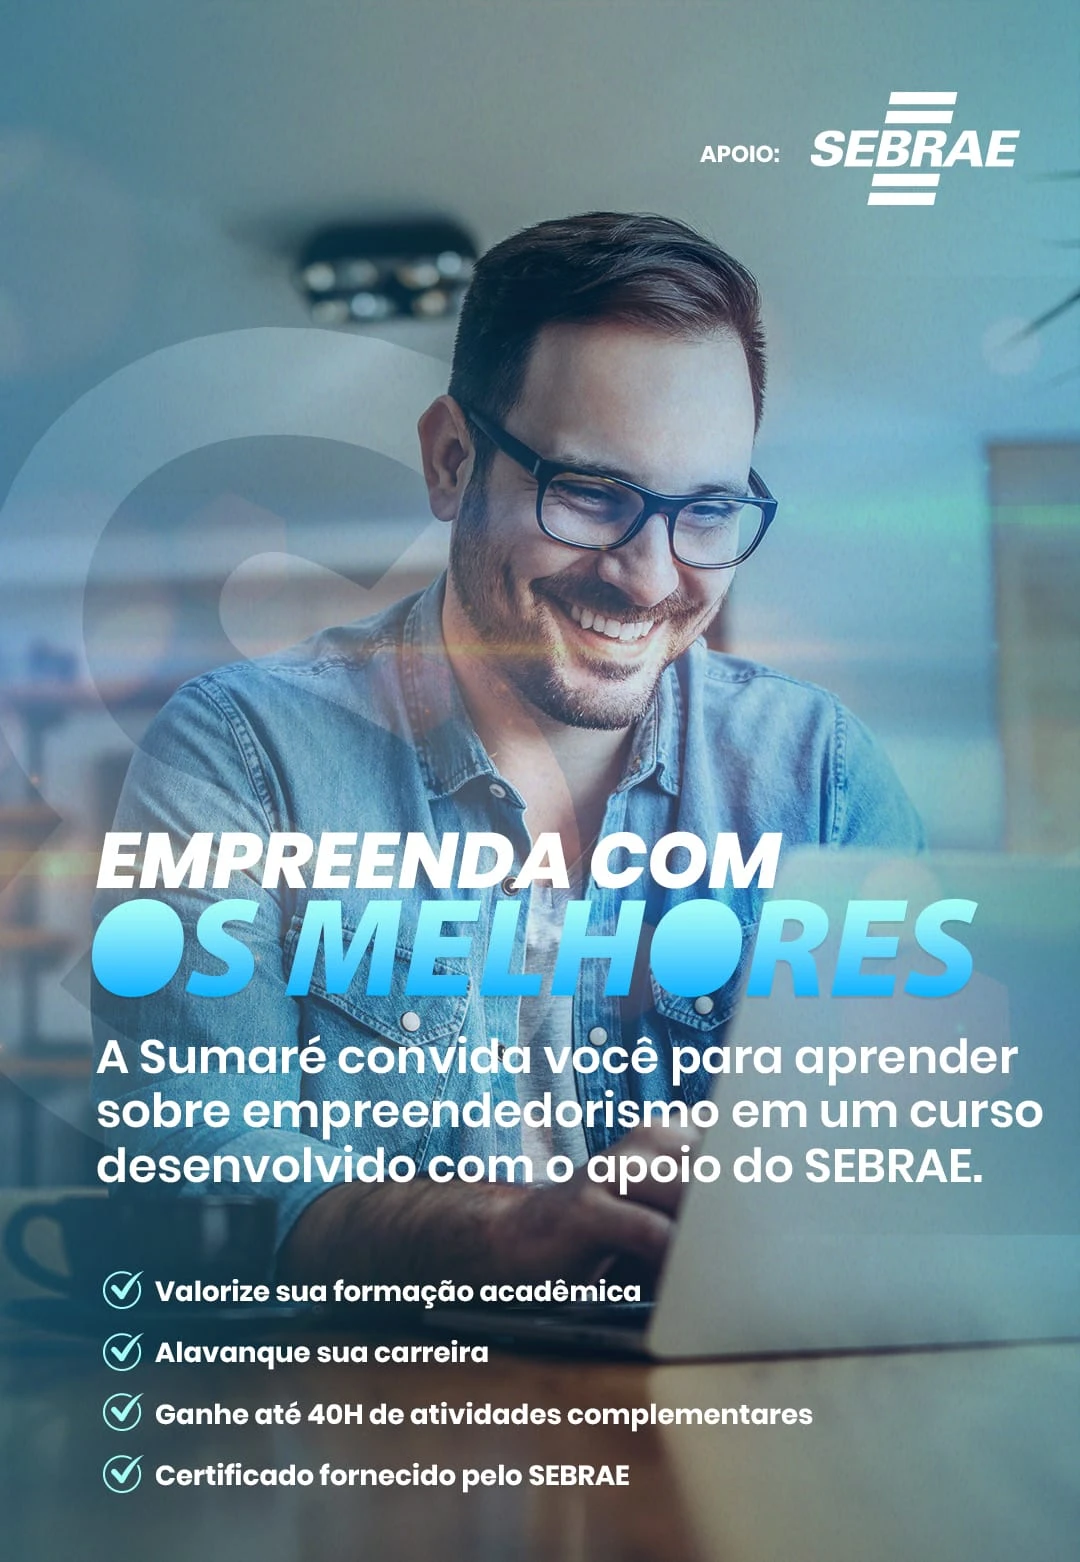 APOIO:
SEBRAE
EMPREENDA COM
OS MELHORES
A Sumaré convida você para aprender
sobre empreendedorismo em um curso
desenvolvido com o apoio do SEBRAE.
Valorize sua formação acadêmica
Alavanque sua carreira
Ganhe até 40H de atividades complementares
Certificado fornecido pelo SEBRAE